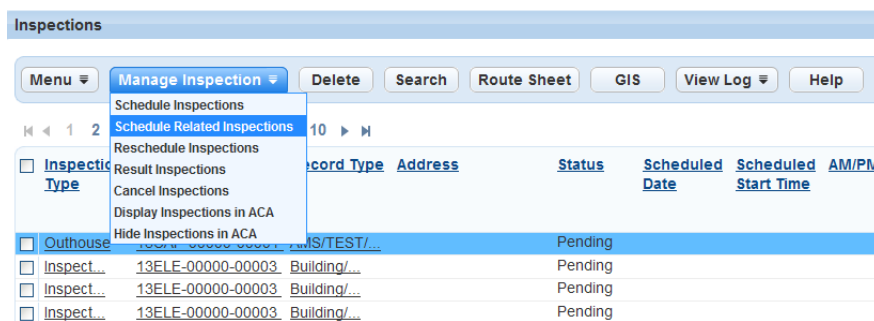 Inspections
Menu Manage Inspection Delete Search Route Sheet GIS View Log Help
Schedule Inspections
1 2 Schedule Related Inspections 10
Reschedule Inspections
Result Inspections
Cancel Inspections
Display Inspections in ACA
Hide Inspections in ACA
Type Address Status Scheduled Scheduled AM/PM
Date Start Time
Outhouse AMS/TEST/... Pending
Inspect... 13ELE-00000-00003 Building/... Pending
Inspect... 13ELE-00000-00003 Building/... Pending
Inspect... 13ELE-00000-00003 Building/... Pending